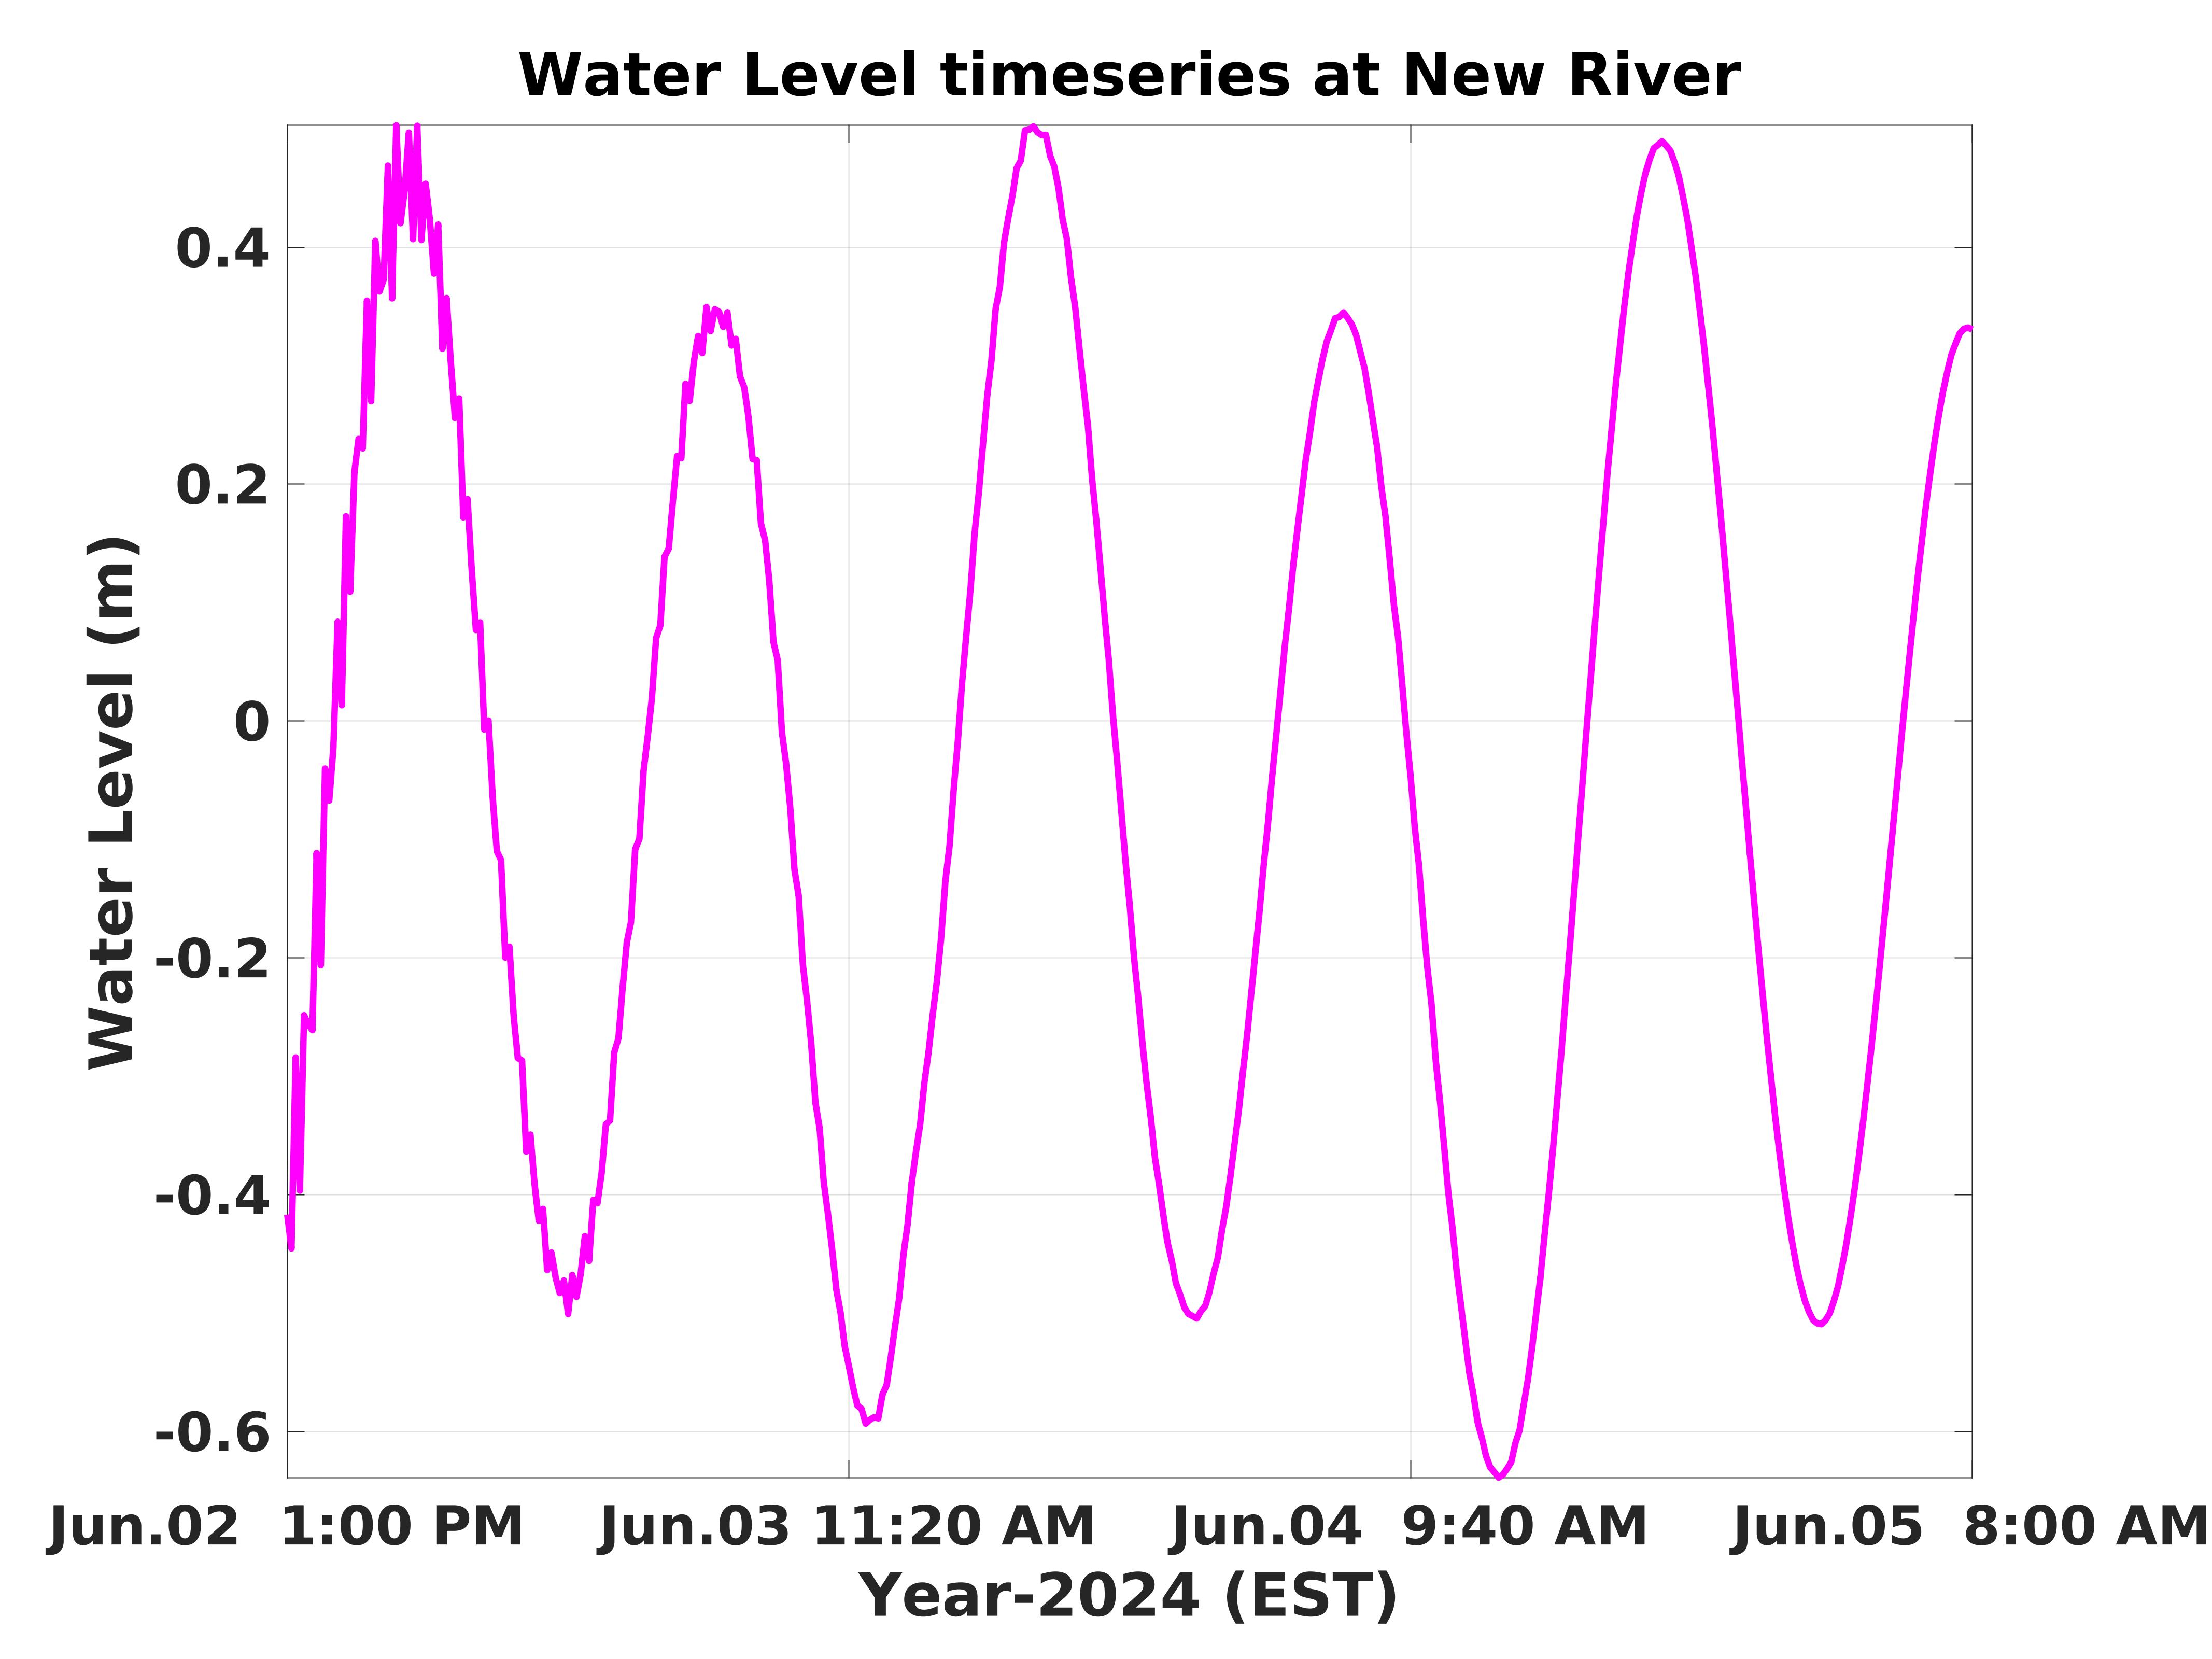 Water Level timeseries at New River
Water Level (m)
0.4
0.2
0
-0.2
-0.4
-0.6
Jun.02 1:00 PM Jun.03 11:20 AM Jun.04 9:40 AM Jun.05 8:00 AM
Year-2024 (EST)